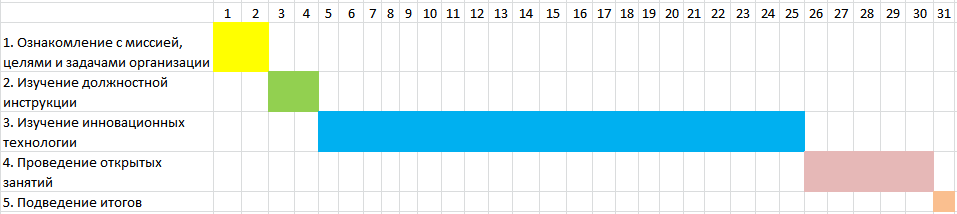 1 2 3 4 5 6 7 8 9 10 11 12 13 14 15 16 17 18 19 20 21 22 23 24 25 26 27 28 29 30 31
1. Ознакомление с миссией,
целями и задачами организации
2. Изучение должностной
инструкции
3. Изучение инновационных
технологии
4. Проведение открытых
занятий
5. Подведение итогов